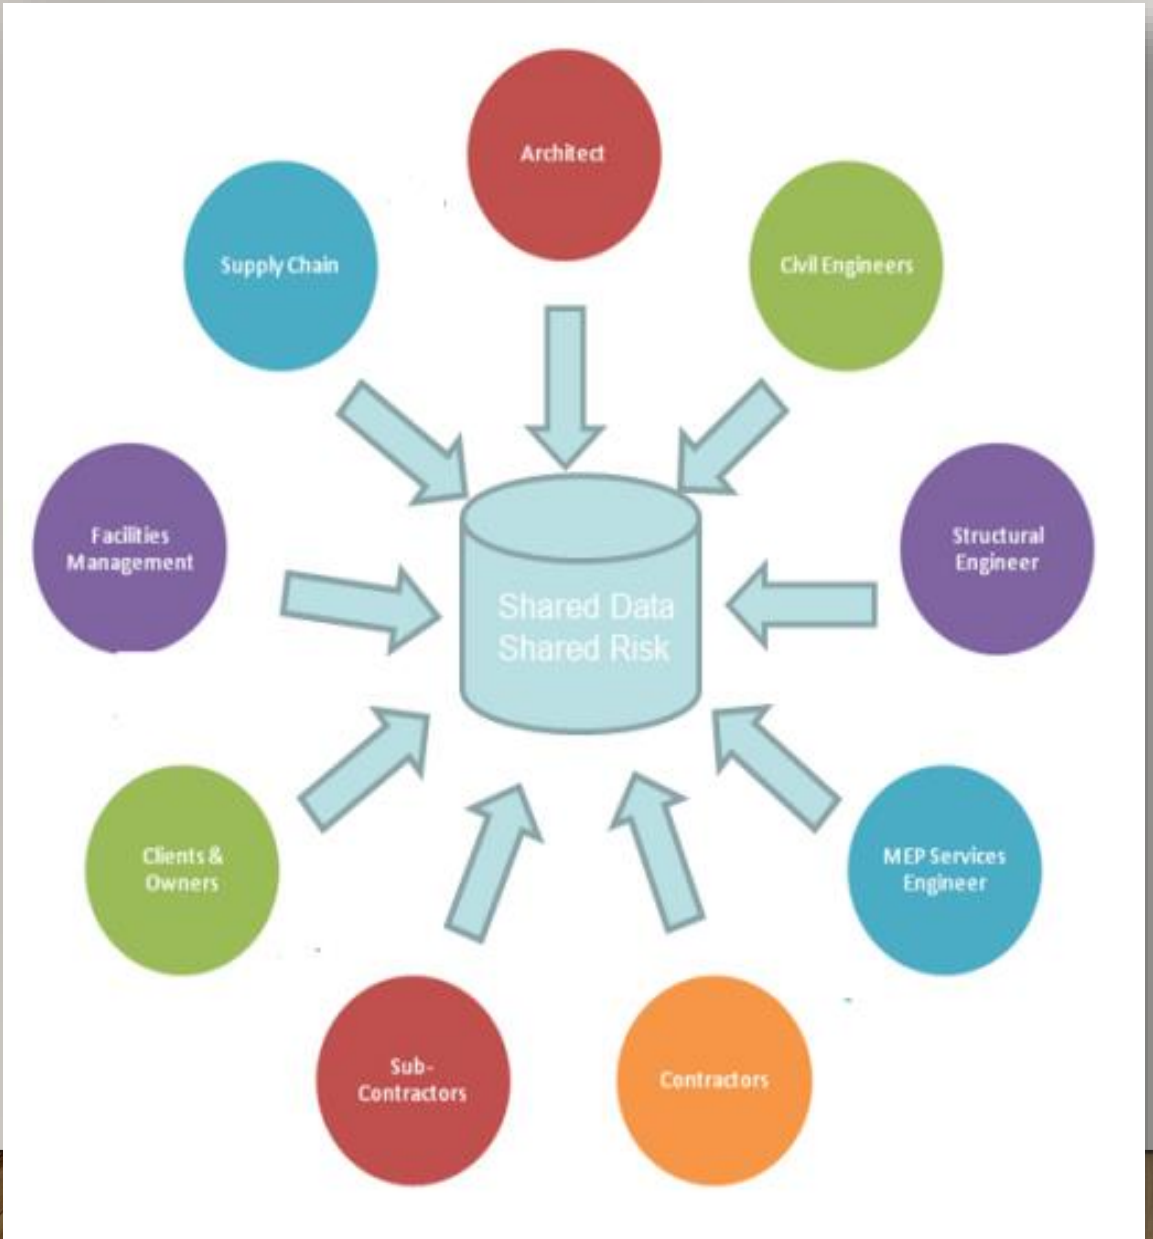 Architect
Supply Chain
Civil Engineers
Facilities
Management
Structural
Engineer
Shared Data
Shared Risk
Clients &
Owners
MEP Services
Engineer
Sub-
Contractors
Contractors